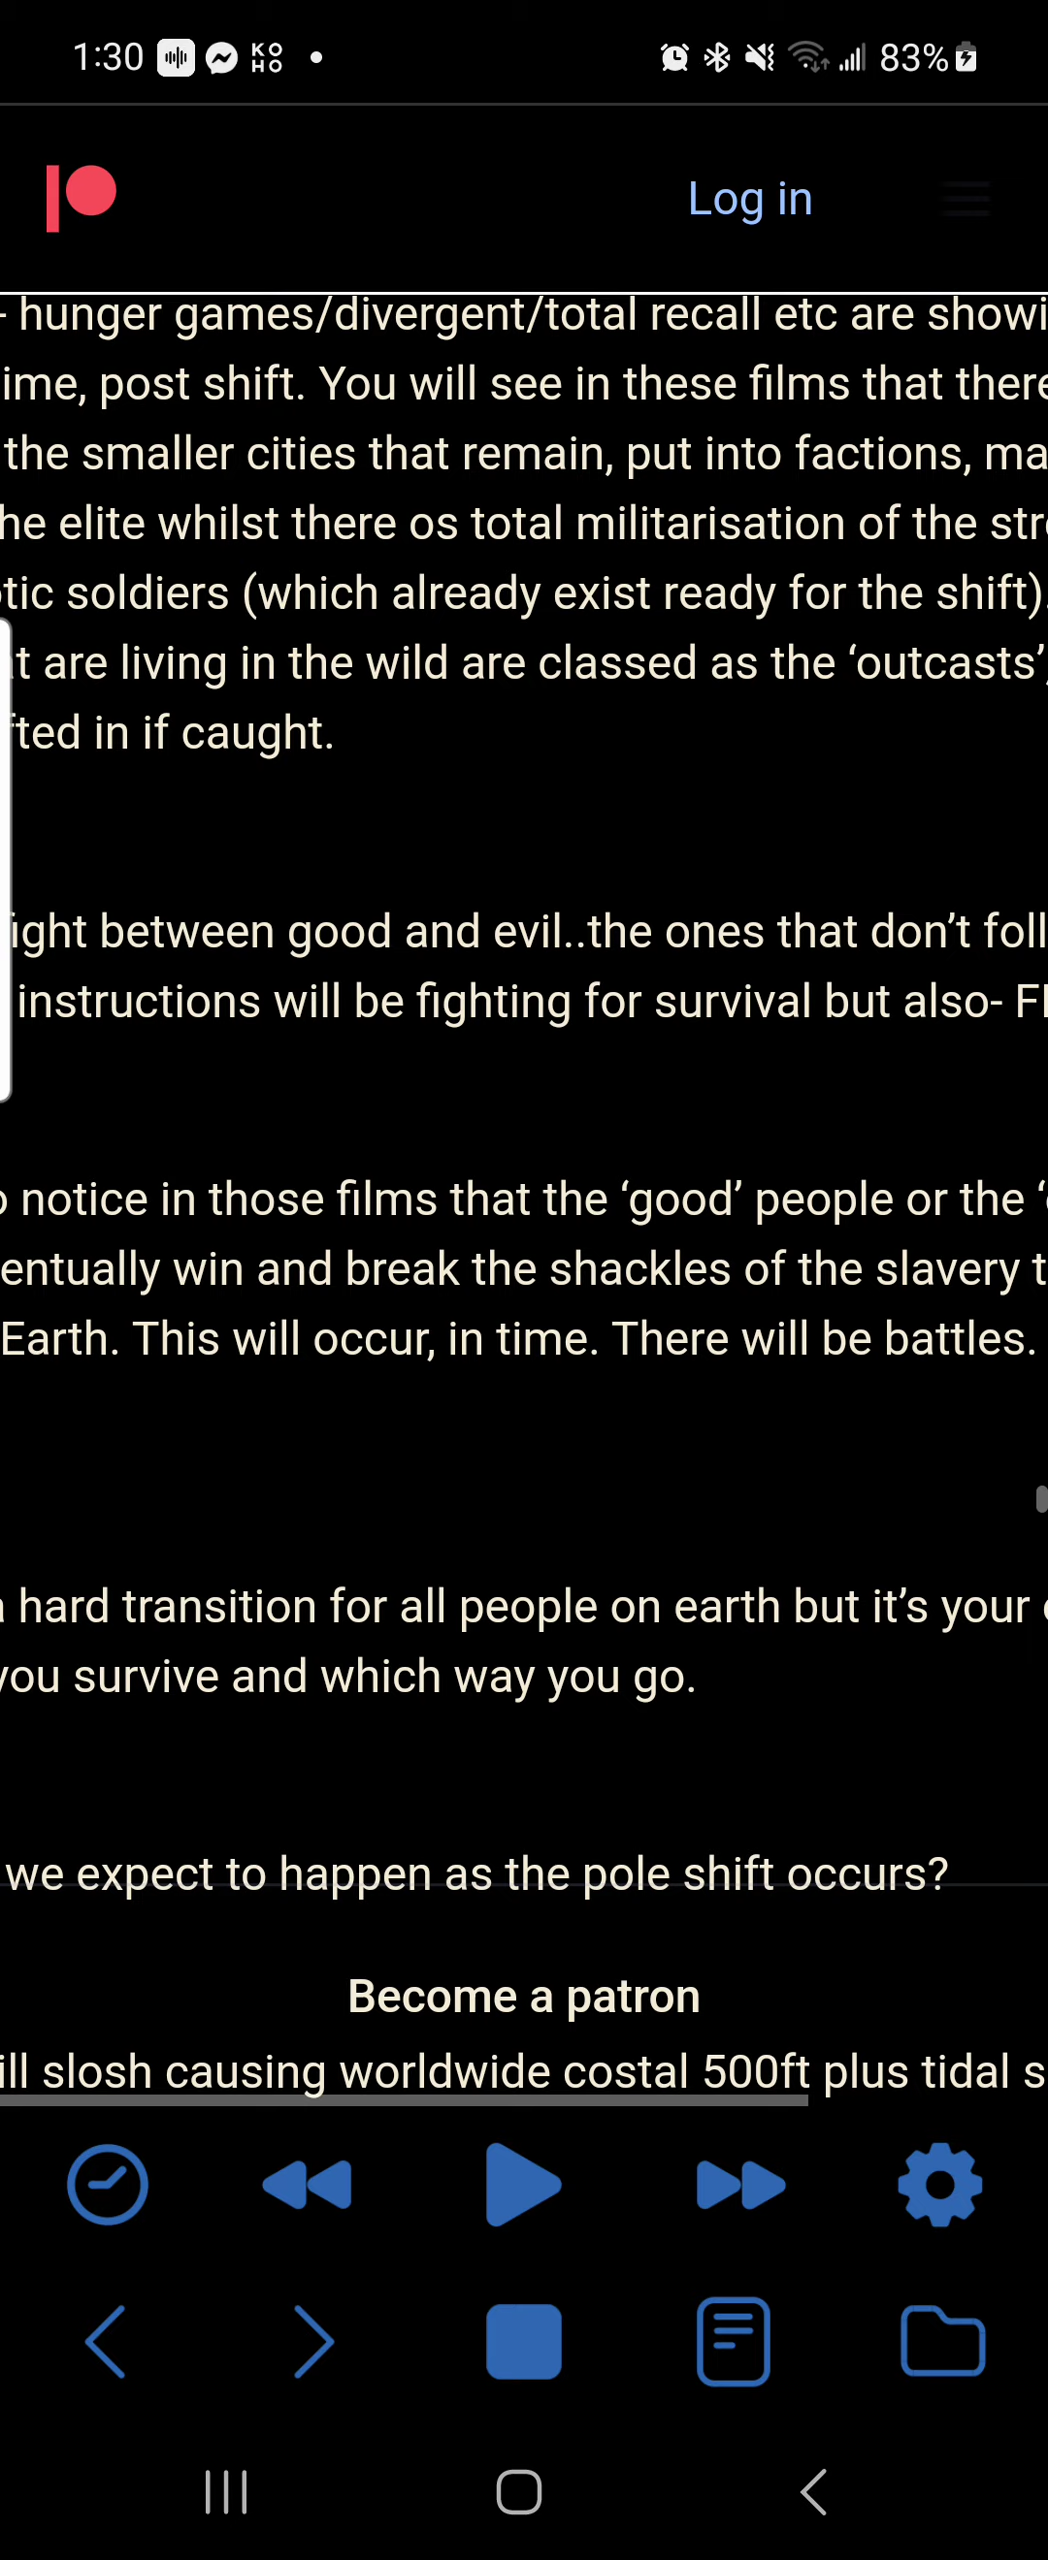 1:30 KOHO 83%
Log in
- hunger games/divergent/total recall etc are showi
ime, post shift. You will see in these films that there
the smaller cities that remain, put into factions, ma
he elite whilst there os total militarisation of the str
tic soldiers (which already exist ready for the shift).
t are living in the wild are classed as the ‘outcasts’,
fted in if caught.
ight between good and evil..the ones that don’t foll
instructions will be fighting for survival but also- F
o notice in those films that the ‘good’ people or the ‘
entually win and break the shackles of the slavery t
Earth. This will occur, in time. There will be battles.
a hard transition for all people on earth but it’s your
you survive and which way you go.
we expect to happen as the pole shift occurs?
Become a patron
ill slosh causing worldwide costal 500ft plus tidal s